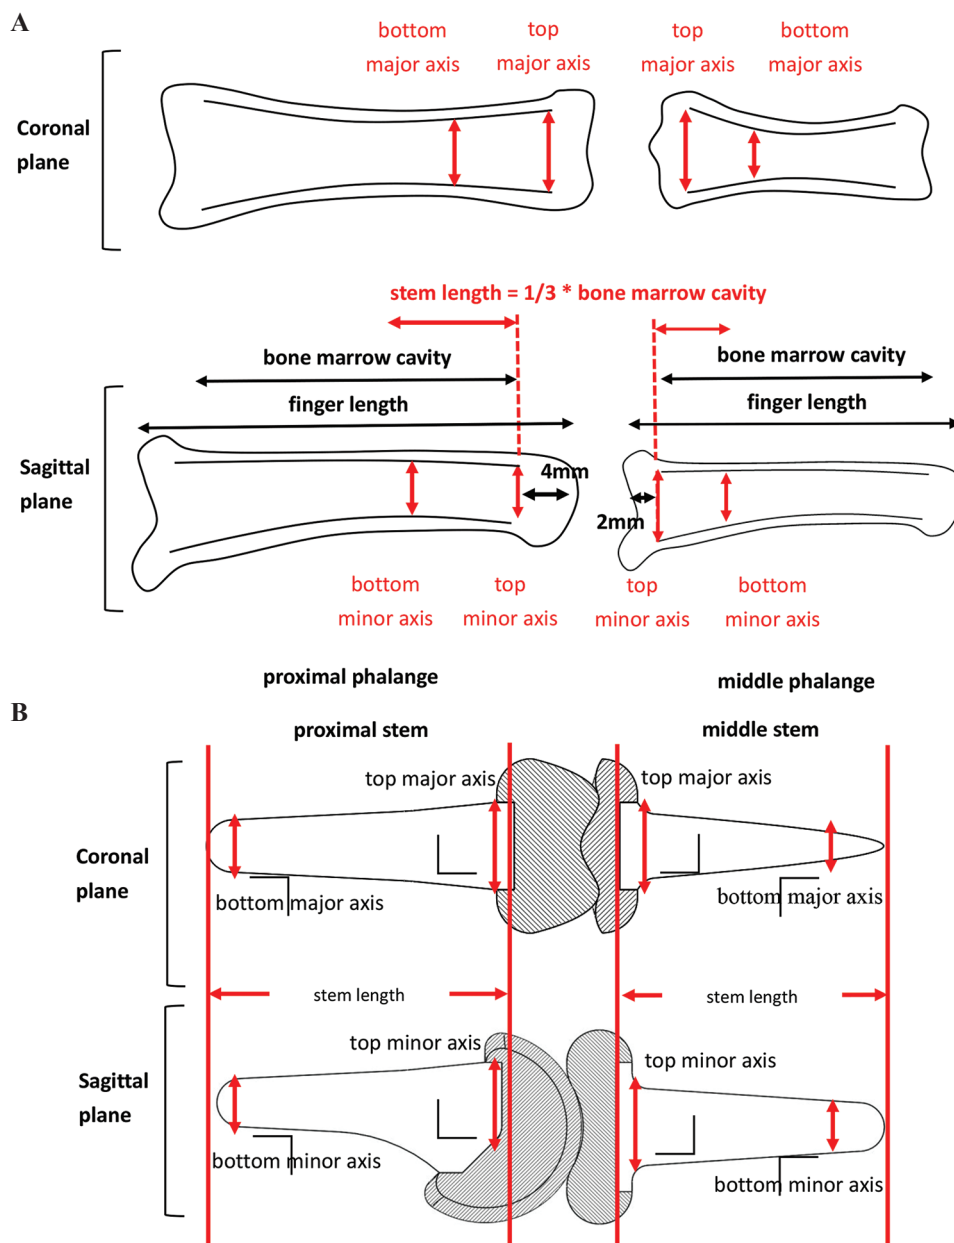 A
bottom
major axis
top
major axis
top
major axis
bottom
major axis
Coronal
plane
stem length = 1/3 * bone marrow cavity
bone marrow cavity
bone marrow cavity
finger length
finger length
Sagittal
plane
4mm
2mm
bottom
minor axis
top
minor axis
top
minor axis
bottom
minor axis
proximal phalange
middle phalange
B
proximal stem
middle stem
top major axis
top major axis
Coronal
plane
bottom major axis
bottom major axis
stem length
stem length
top minor axis
top minor axis
Sagittal
plane
bottom minor axis
bottom minor axis